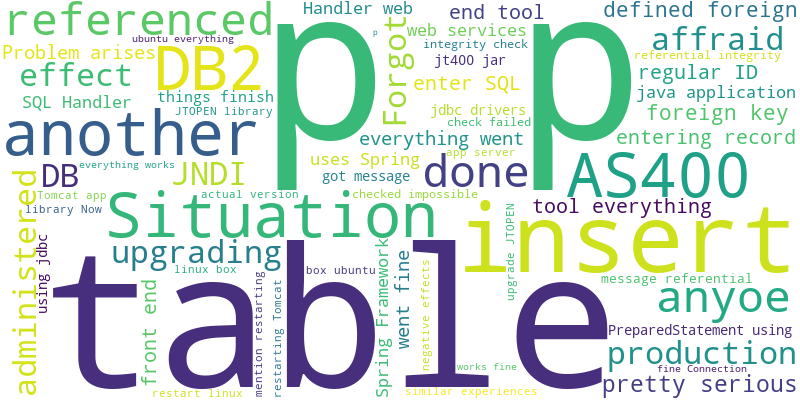 referenced
Handler web
end tool
defined foreign
ubuntu everything
p
p
p
web services
affraid
Problem arises
DB2
Forgot
integrity check
referential integrity
effect
jt400 jar
regular ID
SQL Handler
things finish
enter SQL
java application
JTOPEN library
jdbc drivers
foreign key
another
check failed
everything went
entering record
uses Spring
app server
everything works
DB
JNDI
got message
done
AS400
administered
Tomcat app
actual version
checked impossible
library Now
Situation
insert
tool everything
using jdbc
upgrading
linux box
box ubuntu
Spring Framework
went fine
negative effects
upgrade JTOPEN
message referential
anyoe
table
front end
mention restarting
restarting Tomcat
PreparedStatement using
production
works fine
fine Connection
restart linux
similar experiences
pretty serious